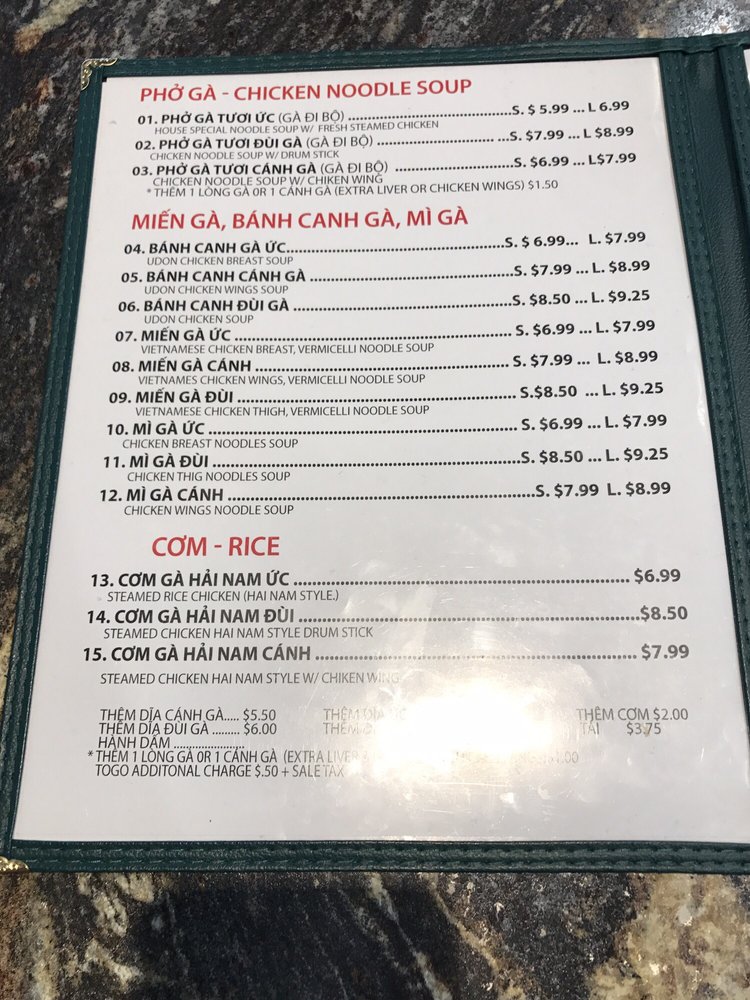 PHỞ GÀ - CHICKEN NOODLE SOUP
01. PHỞ GÀ TƯƠI ỨC (GÀ ĐI BỘ) ........................................ S. $ 5.99 ... L 6.99
HOUSE SPECIAL NOODLE SOUP W/ FRESH STEAMED CHICKEN
02. PHỞ GÀ TƯƠI ĐÙI GÀ (GÀ ĐI BỘ) ................................ ... S. $7.99 ... L $8.99
CHICKEN NOODLE SOUP W/ DRUM STICK
03. PHỞ GÀ TƯƠI CÁNH GÀ (GÀ ĐI BỘ) ............................. S. $6.99 ... L$7.99
CHICKEN NOODLE SOUP W/ CHIKEN WING
* THÊM 1 LÒNG GÀ 0R 1 CÁNH GÀ (EXTRA LIVER OR CHICKEN WINGS) $1.50
MIẾN GÀ, BÁNH CANH GÀ, MÌ GÀ
04. BÁNH CANH GÀ ỨC.....................................................S. $ 6.99... L. $7.99
UDON CHICKEN BREAST SOUP
05. BÁNH CANH CÁNH GÀ ..................................................S. $7.99 ... L. $8.99
UDON CHICKEN WINGS SOUP
06. BÁNH CANH ĐÙI GÀ .....................................................S. $8.50 ... L. $9.25
UDON CHICKEN SOUP
07. MIẾN GÀ ỨC ................................................................ S. $6.99 ... L. $7.99
VIETNAMESE CHICKEN BREAST, VERMICELLI NOODLE SOUP
08. MIẾN GÀ CÁNH .......................................................... S. $7.99 ... L. $8.99
VIETNAMES CHICKEN WINGS, VERMICELLI NOODLE SOUP
09. MIẾN GÀ ĐÙI ............................................................... S.$8.50 ... L. $9.25
VIETNAMESE CHICKEN THIGH, VERMICELLI NOODLE SOUP
10. MÌ GÀ ỨC ..................................................................... S. $6.99 ... L. $7.99
CHICKEN BREAST NOODLES SOUP
11. MÌ GÀ ĐÙI ....................................................................S. $8.50 ... L. $9.25
CHICKEN THIG NOODLES SOUP
12. MÌ GÀ CÁNH ....................................................................S. $7.99 L. $8.99
CHICKEN WINGS NOODLE SOUP
CƠM - RICE
13. CƠM GÀ HẢI NAM ỨC ......................................................................... $6.99
STEAMED RICE CHICKEN (HAI NAM STYLE.)
14. CƠM GÀ HẢI NAM ĐÙI .........................................................................$8.50
STEAMED CHICKEN HAI NAM STYLE DRUM STICK
15. CƠM GÀ HẢI NAM CÁNH ..................................................................... $7.99
STEAMED CHICKEN HAI NAM STYLE W/ CHIKEN WING
THÊM DĨA CÁNH GÀ..... $5.50 THÊM THÊM CƠM $2.00
THÊM DĨA ĐÙI GÀ ......... $6.00 THÊM TÁI $3.75
HÀNH DẤM .......................
* THÊM 1 LÒNG GÀ 0R 1 CÁNH GÀ (EXTRA LIVER
TOGO ADDITONAL CHARGE $.50 + SALE TAX